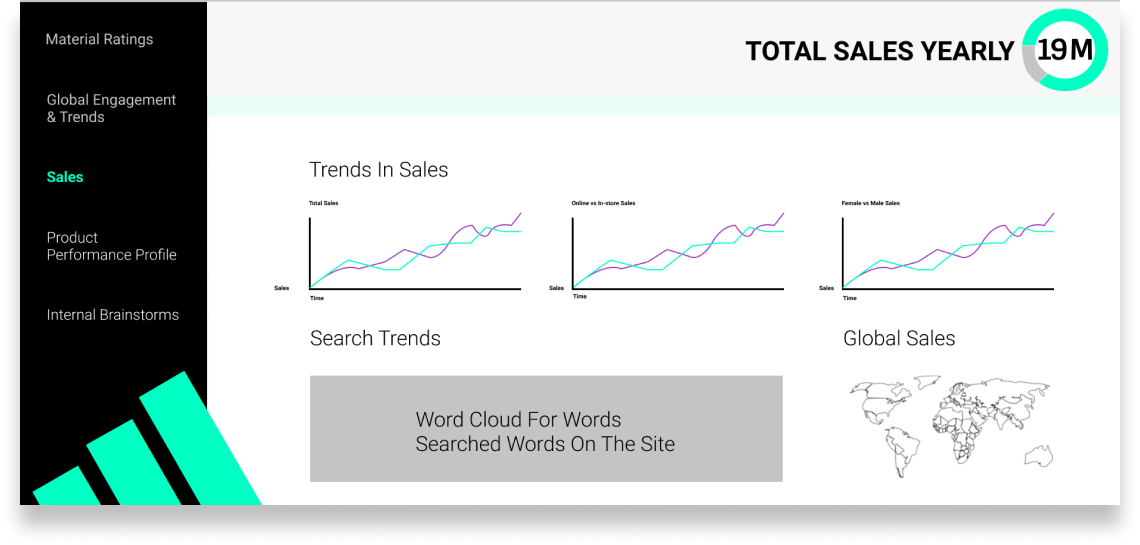 Material Ratings
Global Engagement
& Trends
Sales
Product
Performance Profile
Internal Brainstorms
TOTAL SALES YEARLY
19M
Trends In Sales
Total Sales
Sales
Time
Online vs In-store Sales
Sales
Time
Female vs Male Sales
Sales
Time
Search Trends
Word Cloud For Words
Searched Words On The Site
Global Sales